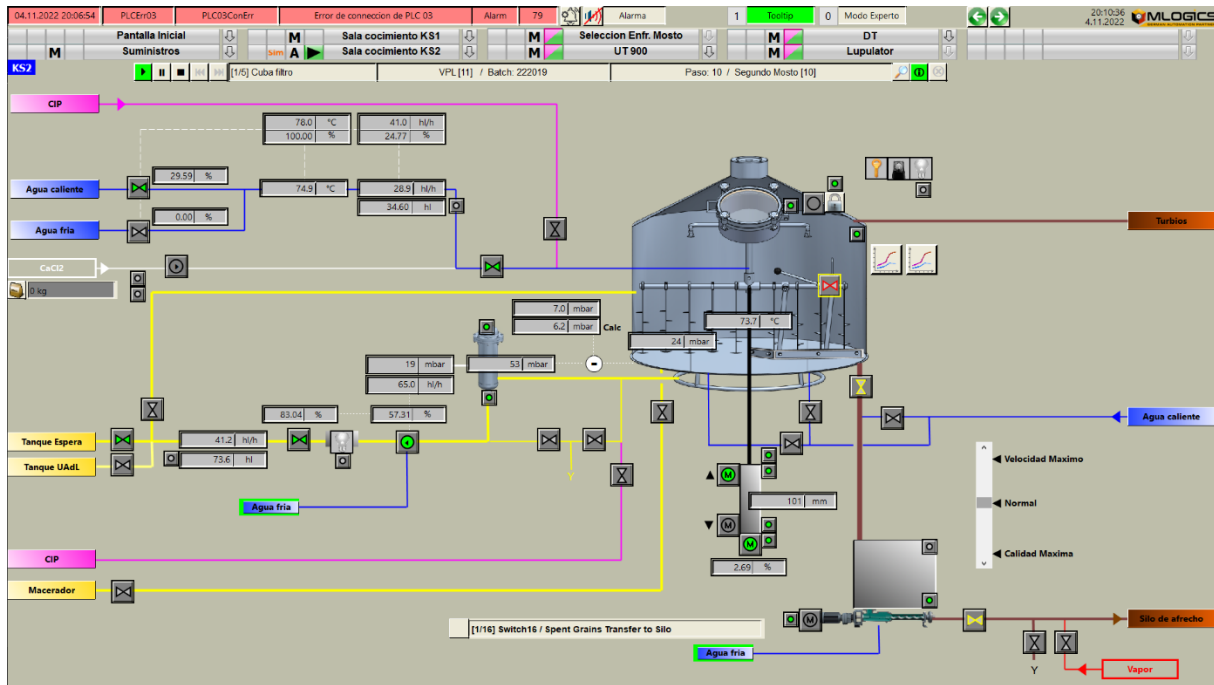 04.11.2022 20:06:54 PLCErr03 PLC03ConErr Error de conneccion de PLC 03 Alarm 79 Alarma 1 Tooltip 0 Modo Experto 20:10:36
4.11.2022 MLOGICS
Pantalla Inicial M Sala cocimiento KS1 M Seleccion Enfr. Mosto M DT
M Suministros Sim A Sala cocimiento KS2 M UT 900 M Lupulator
KS2
[1/5] Cuba filtro VPL [11] / Batch: 222019 Paso: 10 / Segundo Mosto [10]
CIP
78.0 °C 41.0 hl/h
100.00 % 24.77 %
29.59 %
Agua caliente 74.9 °C 28.9 hl/h
34.60 hl
0.00 %
Agua fria
Turbios
CaCl2
0 kg
7.0 mbar
6.2 mbar Calc
73.7 °C
24 mbar
19 mbar 53 mbar
65.0 hl/h
83.04 % 57.31 %
Agua caliente
Tanque Espera 41.2 hl/h
73.6 hl
Tanque UAdL
Y
Velocidad Maximo
M
101 mm
Normal
Agua fria
M
M
Calidad Maxima
CIP
2.69 %
Macerador
[1/16] Switch16 / Spent Grains Transfer to Silo
M
Silo de afrecho
Agua fria
Y
Vapor